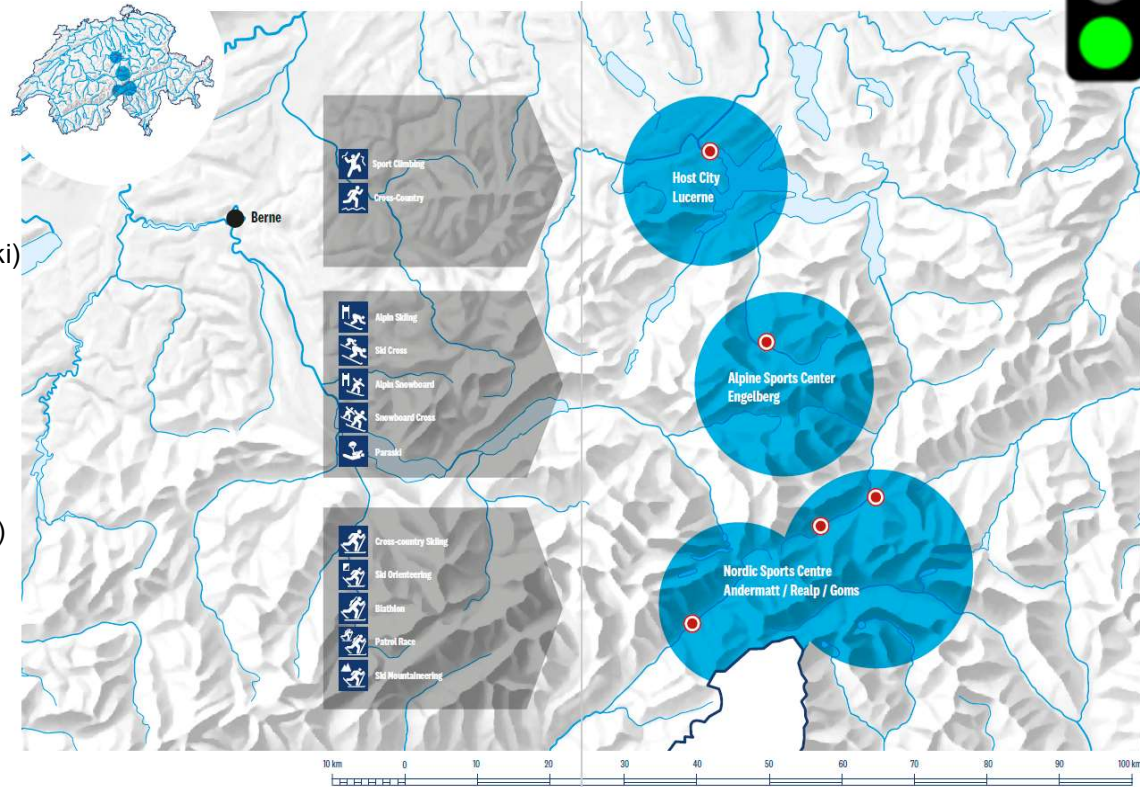 ki)
)
Berne
Sport Climbing
Cross-Country
Host City
Lucerne
Alpin Skiing
Ski Cross
Alpin Snowboard
Snowboard Cross
Paraski
Alpine Sports Center
Engelberg
Cross-country Skiing
Ski Orienteering
Biathlon
Patrol Race
Ski Mountaineering
Nordic Sports Centre
Andermatt / Realp / Goms
10 km 0 10 20 30 40 50 60 70 80 90 100 km